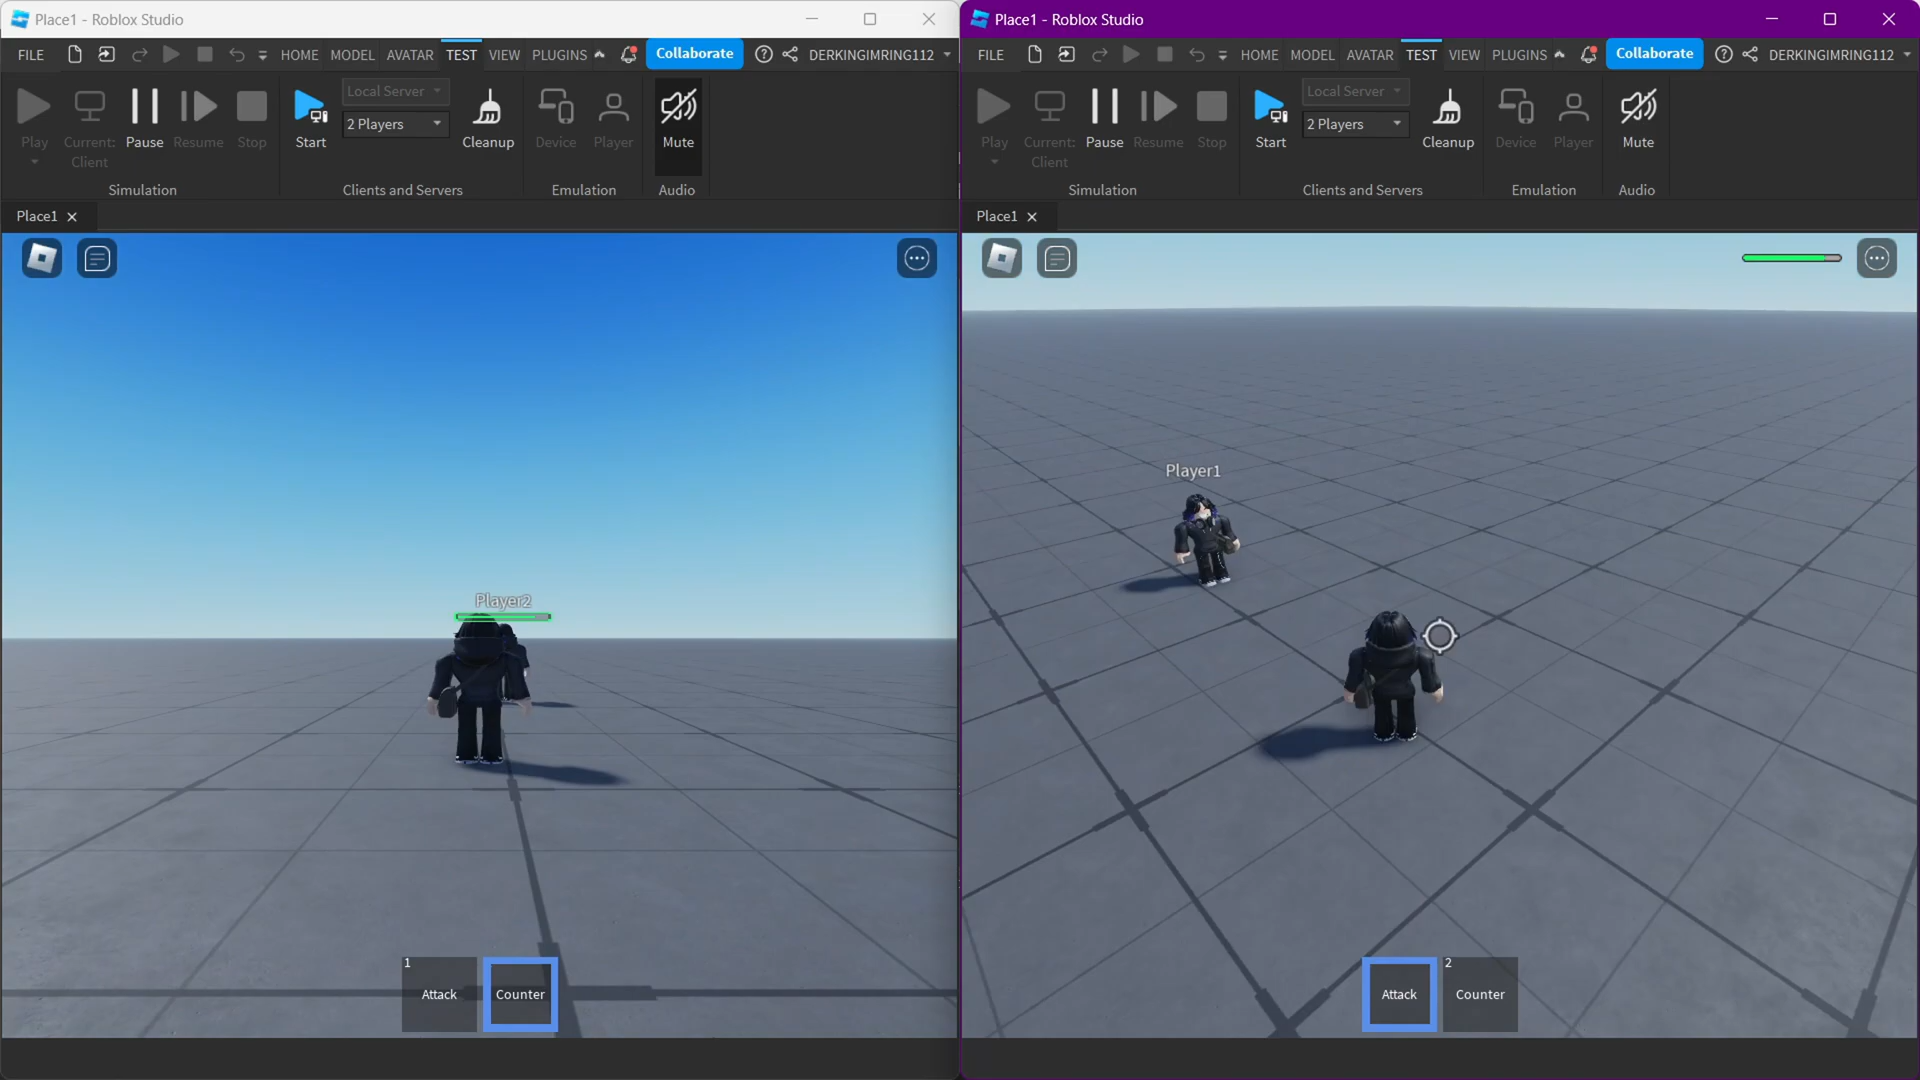 Place1 - Roblox Studio
FILE HOME MODEL AVATAR TEST VIEW PLUGINS Collaborate DERKINGIMRING112
Play Current: Client Pause Resume Stop Start Local Server 2 Players Cleanup Device Player Mute
Simulation Clients and Servers Emulation Audio
Place1
Player2
1
Attack Counter
Place1 - Roblox Studio
FILE HOME MODEL AVATAR TEST VIEW PLUGINS Collaborate DERKINGIMRING112
Play Current: Client Pause Resume Stop Start Local Server 2 Players Cleanup Device Player Mute
Simulation Clients and Servers Emulation Audio
Place1
Player1
2
Attack Counter